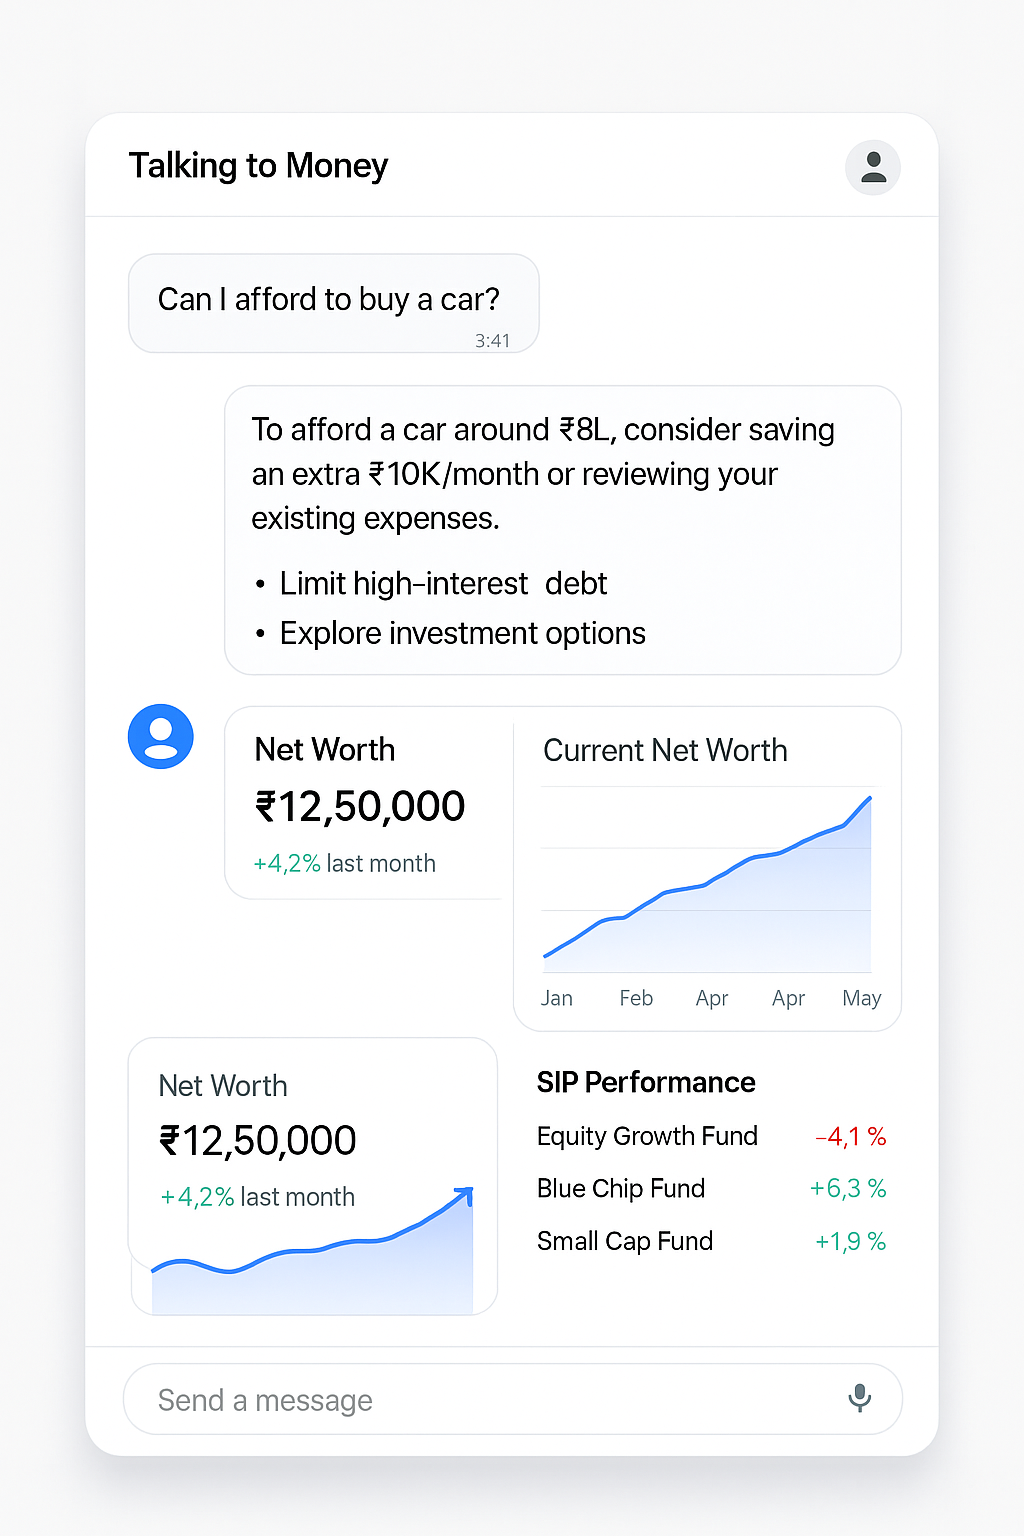 Talking to Money
Can I afford to buy a car?
3:41
To afford a car around ₹8L, consider saving
an extra ₹10K/month or reviewing your
existing expenses.
• Limit high-interest debt
• Explore investment options
Net Worth
₹12,50,000
+4,2% last month
Current Net Worth
Jan Feb Apr Apr May
Net Worth
₹12,50,000
+4,2% last month
SIP Performance
Equity Growth Fund −4,1 %
Blue Chip Fund +6,3 %
Small Cap Fund +1,9 %
Send a message